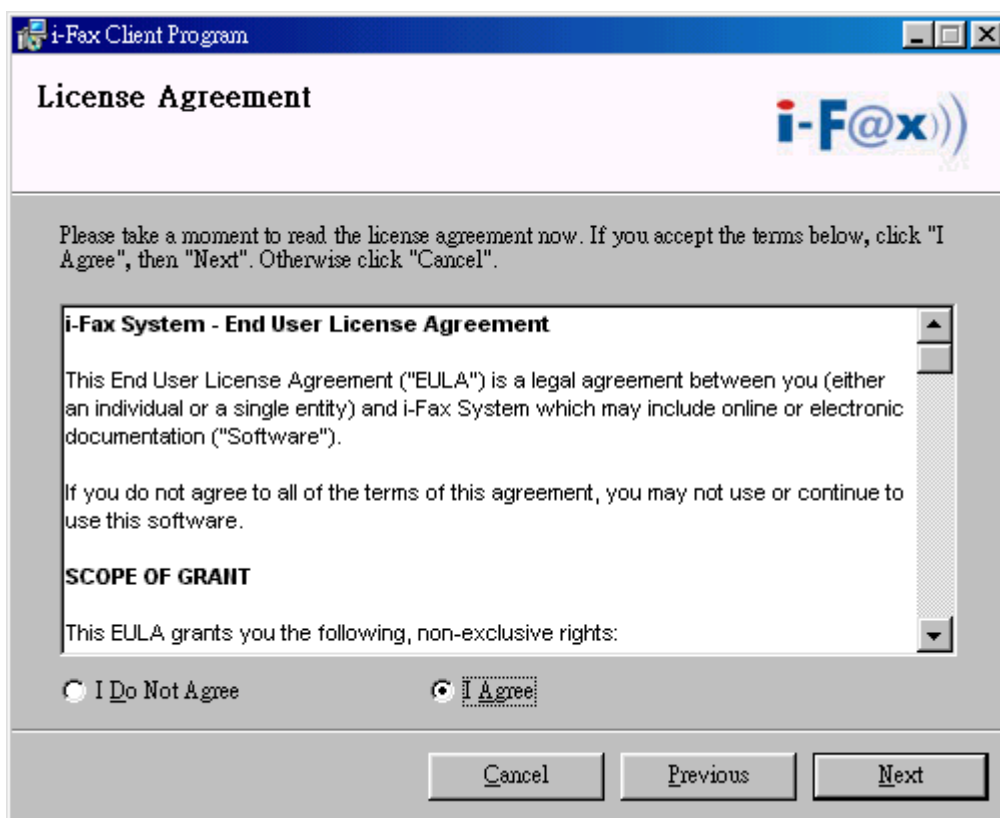 i-Fax Client Program
License Agreement
i-F@x
Please take a moment to read the license agreement now. If you accept the terms below, click "I
Agree", then "Next". Otherwise click "Cancel".
i-Fax System - End User License Agreement
This End User License Agreement ("EULA") is a legal agreement between you (either
an individual or a single entity) and i-Fax System which may include online or electronic
documentation ("Software").
If you do not agree to all of the terms of this agreement, you may not use or continue to
use this software.
SCOPE OF GRANT
This EULA grants you the following, non-exclusive rights:
I Do Not Agree
I Agree
Cancel
Previous
Next